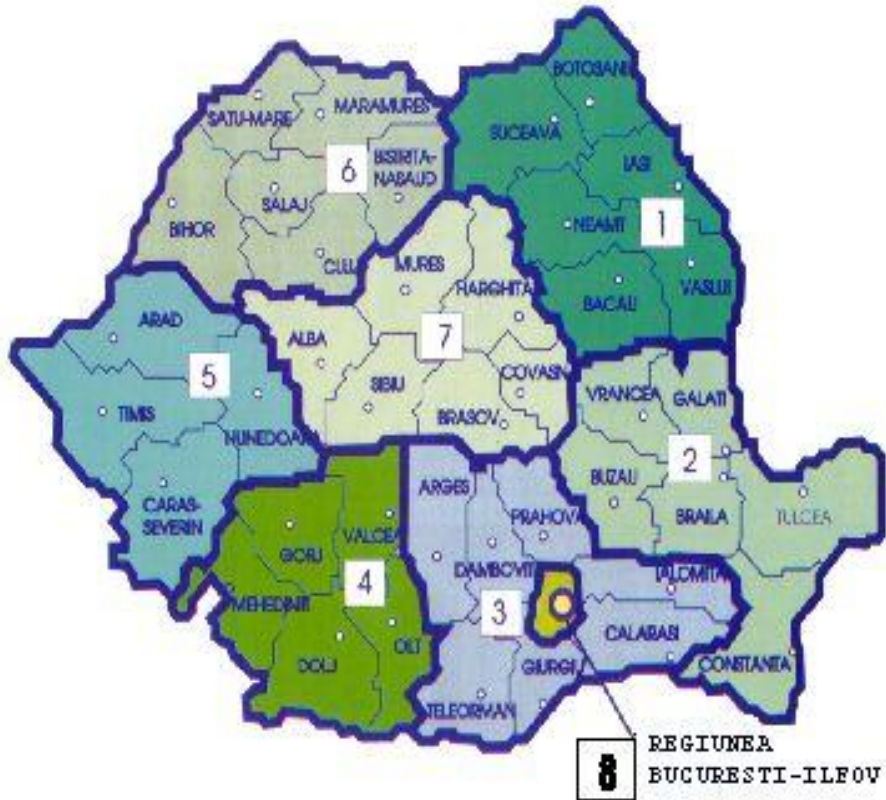 BOTOSANI
SATU-MARE
MARAMURES
SUCEAVA
BISTRITA-
NASAUD
IASI
6
SALAJ
BIHOR
NEAMT
1
CLUJ
MURES
HARGHITA
BACAU
VASLUI
ARAD
ALBA
7
5
COVASN
SIBIU
VRANCEA
GALATI
TIMIS
BRASOV
HUNEDOARA
2
ARGES
BUZAU
CARAS-
SEVERIN
PRAHOVA
BRAILA
TULCEA
VALCEA
GORJ
DAMBOVIT
IALOMITA
4
MEHEDINTI
3
CALARASI
OLT
DOLJ
GIURGIU
CONSTANTA
TELEORMAN
8
REGIUNEA
BUCURESTI-ILFOV